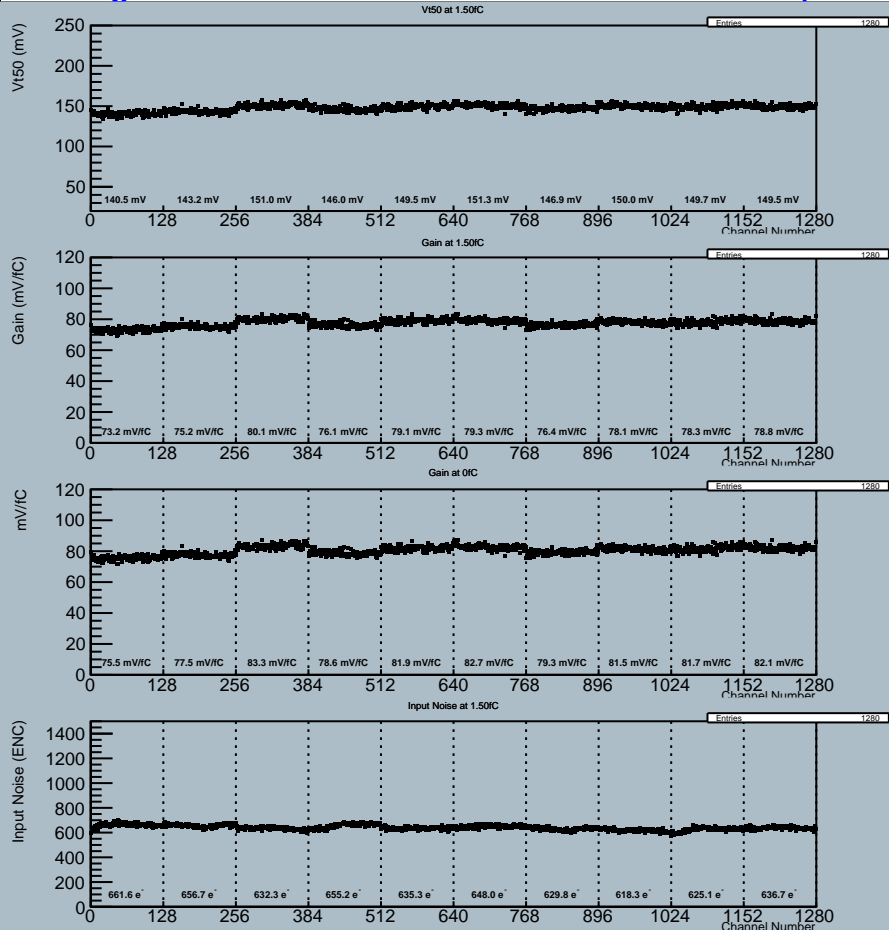 Vt50 at 1.50fC
Entries 1280
Vt50 (mV)
250
200
150
100
50
140.5 mV 143.2 mV 151.0 mV 146.0 mV 149.5 mV 151.3 mV 146.9 mV 150.0 mV 149.7 mV 149.5 mV
0 128 256 384 512 640 768 896 1024 1152 1280
Channel Number
Gain at 1.50fC
Entries 1280
Gain (mV/fC)
120
100
80
60
40
20
0
73.2 mV/fC 75.2 mV/fC 80.1 mV/fC 76.1 mV/fC 79.1 mV/fC 79.3 mV/fC 76.4 mV/fC 78.1 mV/fC 78.3 mV/fC 78.8 mV/fC
0 128 256 384 512 640 768 896 1024 1152 1280
Channel Number
Gain at 0fC
Entries 1280
mV/fC
120
100
80
60
40
20
0
75.5 mV/fC 77.5 mV/fC 83.3 mV/fC 78.6 mV/fC 81.9 mV/fC 82.7 mV/fC 79.3 mV/fC 81.5 mV/fC 81.7 mV/fC 82.1 mV/fC
0 128 256 384 512 640 768 896 1024 1152 1280
Channel Number
Input Noise at 1.50fC
Entries 1280
Input Noise (ENC)
1400
1200
1000
800
600
400
200
0
661.6 e⁻ 656.7 e⁻ 632.3 e⁻ 655.2 e⁻ 635.3 e⁻ 648.0 e⁻ 629.8 e⁻ 618.3 e⁻ 625.1 e⁻ 636.7 e⁻
0 128 256 384 512 640 768 896 1024 1152 1280
Channel Number